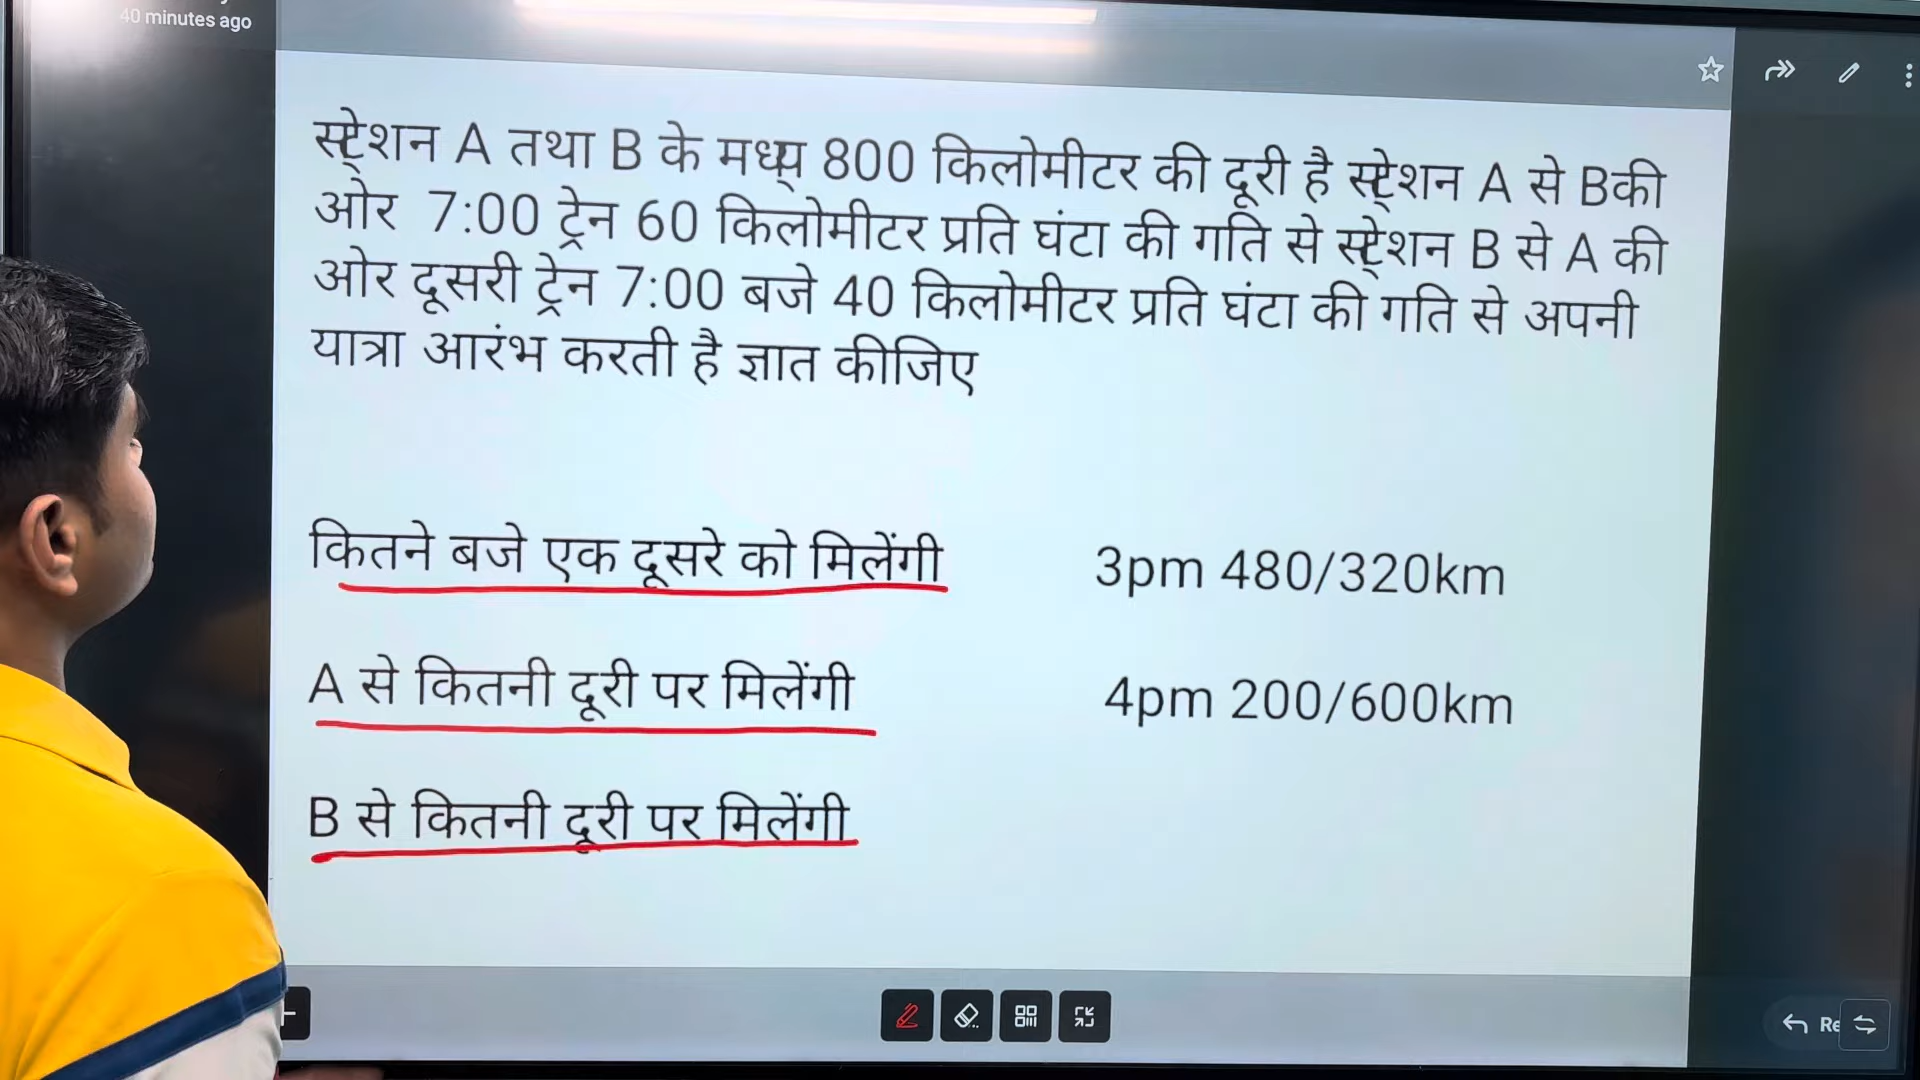 40 minutes ago
स्टेशन A तथा B के मध्य 800 किलोमीटर की दूरी है स्टेशन A से Bकी
ओर 7:00 ट्रेन 60 किलोमीटर प्रति घंटा की गति से स्टेशन B से A की
ओर दूसरी ट्रेन 7:00 बजे 40 किलोमीटर प्रति घंटा की गति से अपनी
यात्रा आरंभ करती है ज्ञात कीजिए
कितने बजे एक दूसरे को मिलेंगी 3pm 480/320km
A से कितनी दूरी पर मिलेंगी 4pm 200/600km
B से कितनी दूरी पर मिलेंगी